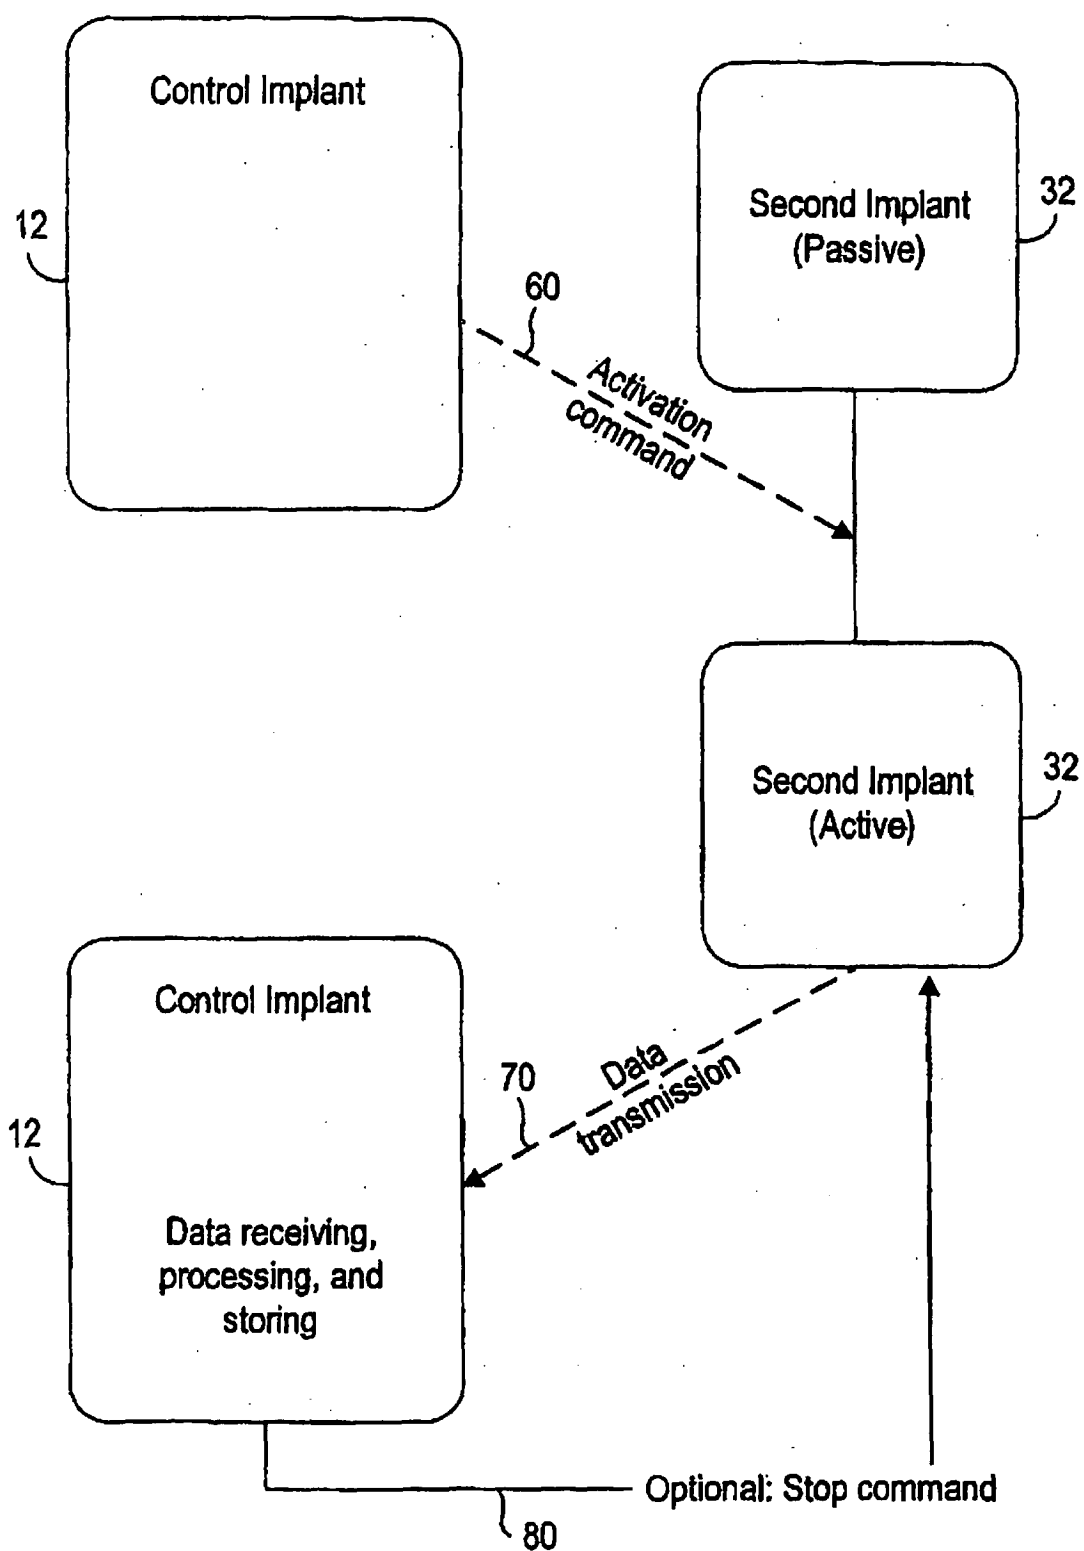 Control Implant
12
Second Implant
(Passive)
32
60
Activation
command
Second Implant
(Active)
32
Control Implant
12
70
Data
transmission
Data receiving,
processing, and
storing
Optional: Stop command
80